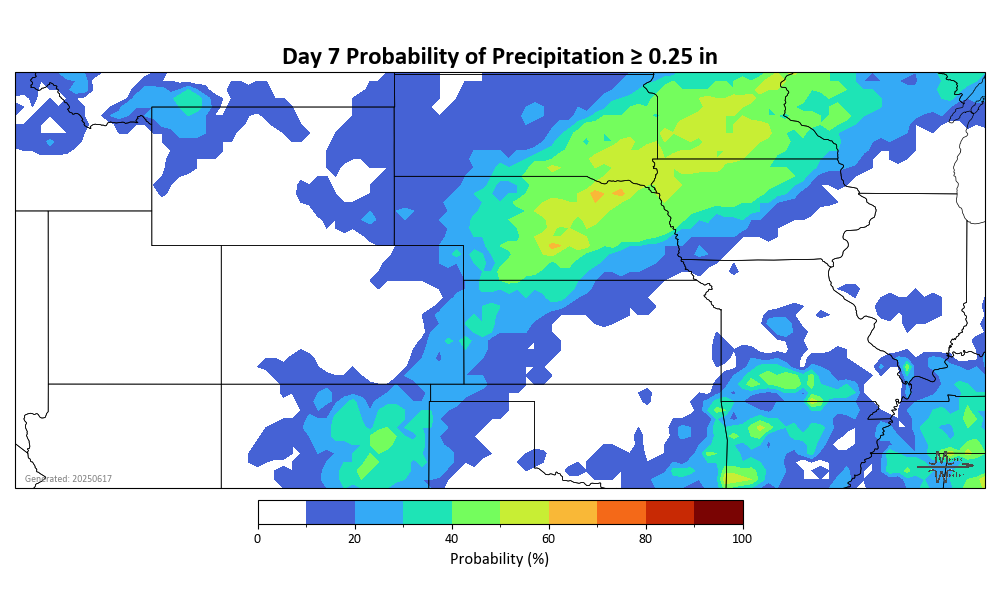 Day 7 Probability of Precipitation ≥ 0.25 in
Generated: 20250617
0 20 40 60 80 100
Probability (%)